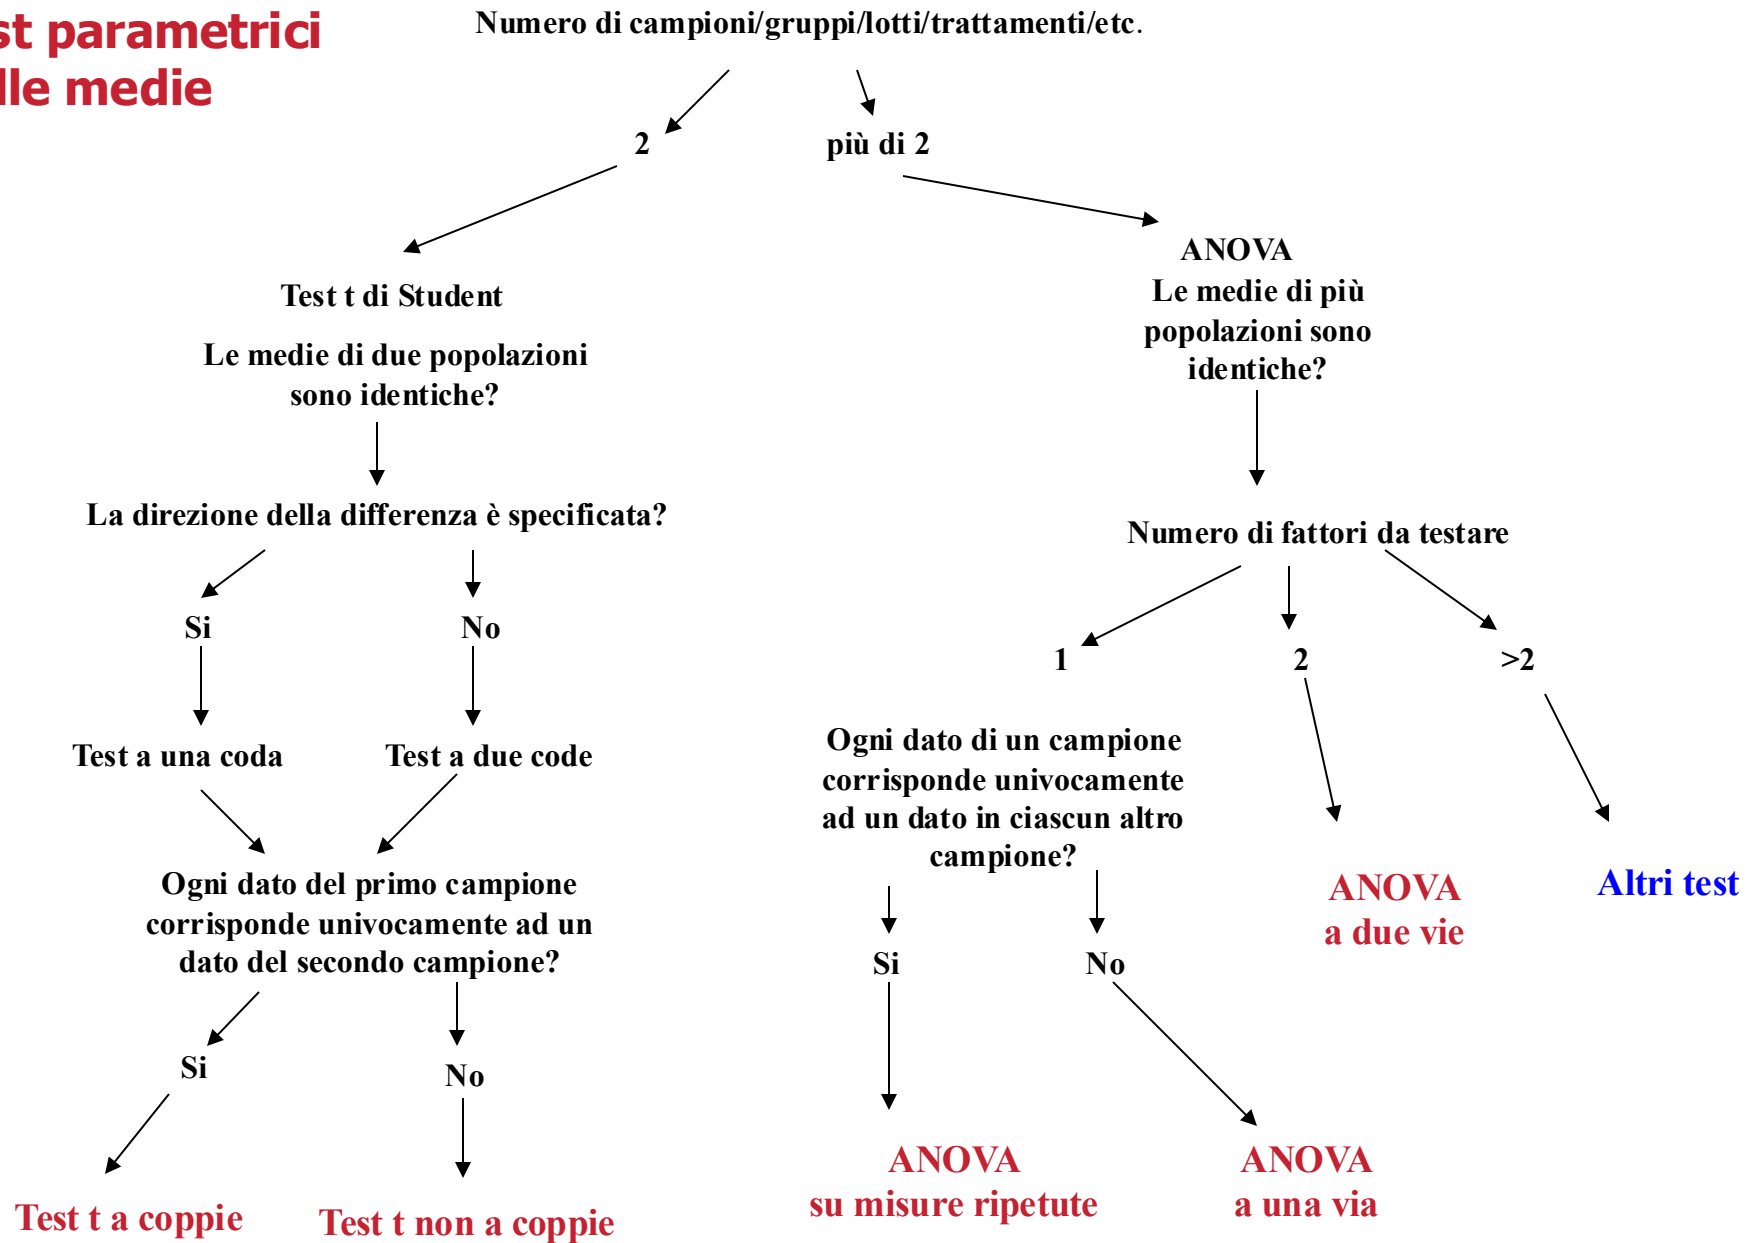 st parametrici
lle medie
Numero di campioni/gruppi/lotti/trattamenti/etc.
2
più di 2
Test t di Student
Le medie di due popolazioni
sono identiche?
La direzione della differenza è specificata?
Si
No
Test a una coda
Test a due code
Ogni dato del primo campione
corrisponde univocamente ad un
dato del secondo campione?
Si
No
Test t a coppie
Test t non a coppie
ANOVA
Le medie di più
popolazioni sono
identiche?
Numero di fattori da testare
1
2
>2
Ogni dato di un campione
corrisponde univocamente
ad un dato in ciascun altro
campione?
Si
No
ANOVA
su misure ripetute
ANOVA
a una via
ANOVA
a due vie
Altri test